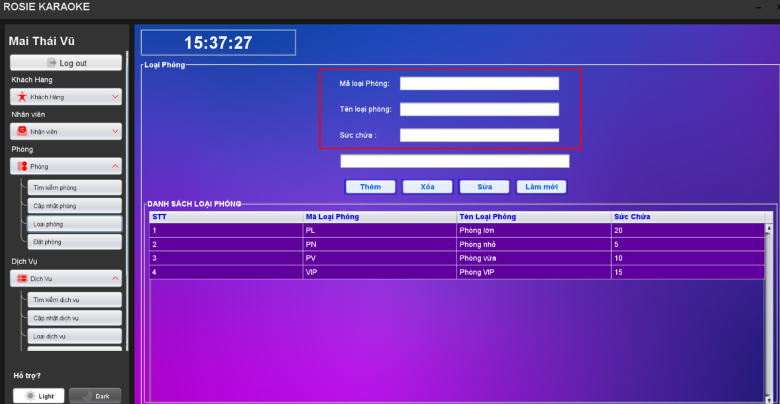 ROSIE KARAOKE
Mai Thái Vũ
Log out
Khách Hàng
Khách Hàng
Nhân viên
Nhân viên
Phòng
Phòng
Tìm kiếm phòng
Cập nhật phòng
Loại phòng
Đặt phòng
Dịch Vụ
Dịch Vụ
Tìm kiếm dịch vụ
Cập nhật dịch vụ
Loại dịch vụ
Hỗ trợ?
Light Dark
15:37:27
Loại Phòng
Mã loại Phòng:
Tên loại phòng:
Sức chứa :
Thêm Xóa Sửa Làm mới
DANH SÁCH LOẠI PHÒNG
STT Mã Loại Phòng Tên Loại Phòng Sức Chứa
1 PL Phòng lớn 20
2 PN Phòng nhỏ 5
3 PV Phòng vừa 10
4 VIP Phòng VIP 15